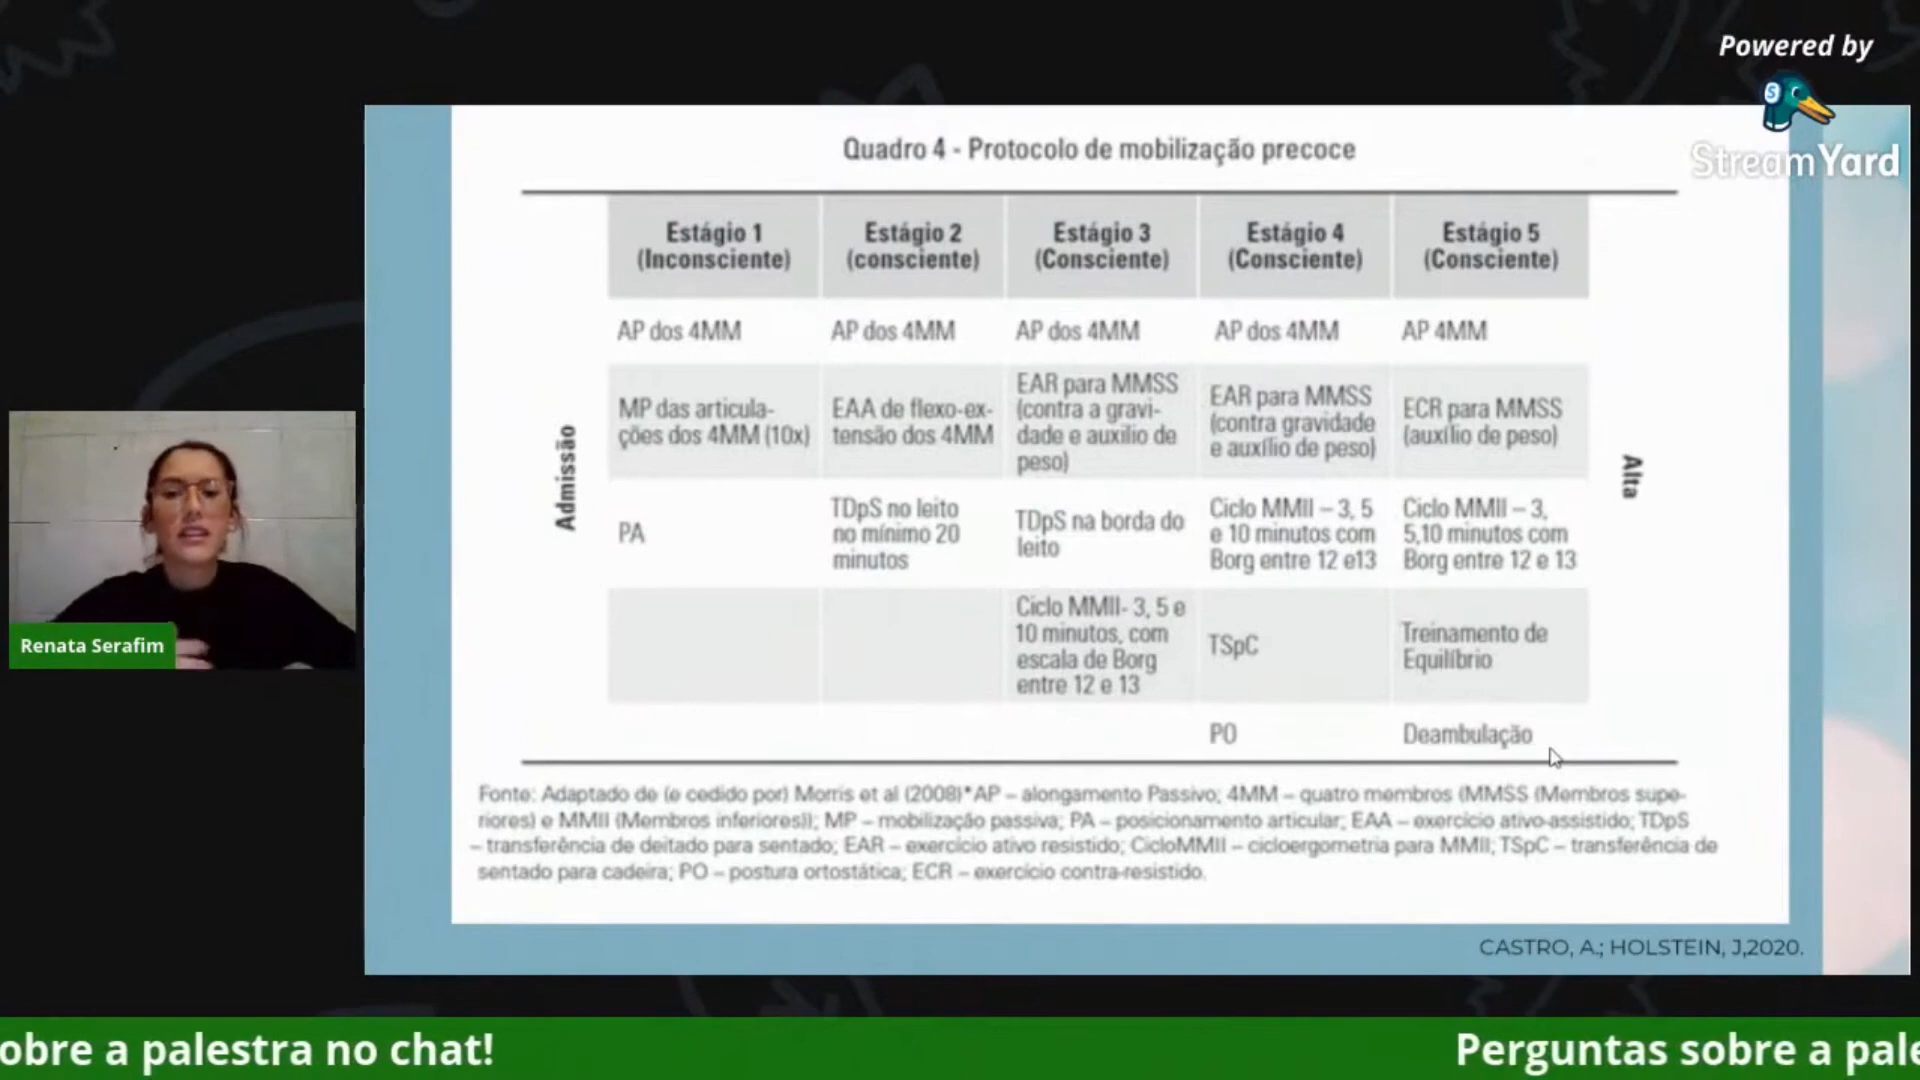 Powered by
StreamYard
Quadro 4 - Protocolo de mobilização precoce
Admissão
Estágio 1
(Inconsciente)
Estágio 2
(consciente)
Estágio 3
(Consciente)
Estágio 4
(Consciente)
Estágio 5
(Consciente)
AP dos 4MM
AP dos 4MM
AP dos 4MM
AP dos 4MM
AP 4MM
MP das articula-
ções dos 4MM (10x)
EAA de flexo-ex-
tensão dos 4MM
EAR para MMSS
(contra a gravi-
dade e auxilio de
peso)
EAR para MMSS
(contra gravidade
e auxílio de peso)
ECR para MMSS
(auxílio de peso)
PA
TDpS no leito
no mínimo 20
minutos
TDpS na borda do
leito
Ciclo MMII – 3, 5
e 10 minutos com
Borg entre 12 e13
Ciclo MMII – 3,
5,10 minutos com
Borg entre 12 e 13
Ciclo MMII- 3, 5 e
10 minutos, com
escala de Borg
entre 12 e 13
TSpC
Treinamento de
Equilíbrio
PO
Deambulação
Alta
Fonte: Adaptado de (e cedido por) Morris et al (2008)*AP – alongamento Passivo; 4MM – quatro membros (MMSS (Membros supe-
riores) e MMII (Membros inferiores)); MP – mobilização passiva; PA – posicionamento articular; EAA – exercício ativo-assistido; TDpS
– transferência de deitado para sentado; EAR – exercício ativo resistido; CicloMMII – cicloergometria para MMII; TSpC – transferência de
sentado para cadeira; PO – postura ortostática; ECR – exercício contra-resistido.
CASTRO, A.; HOLSTEIN, J,2020.
Renata Serafim
obre a palestra no chat!
Perguntas sobre a pale